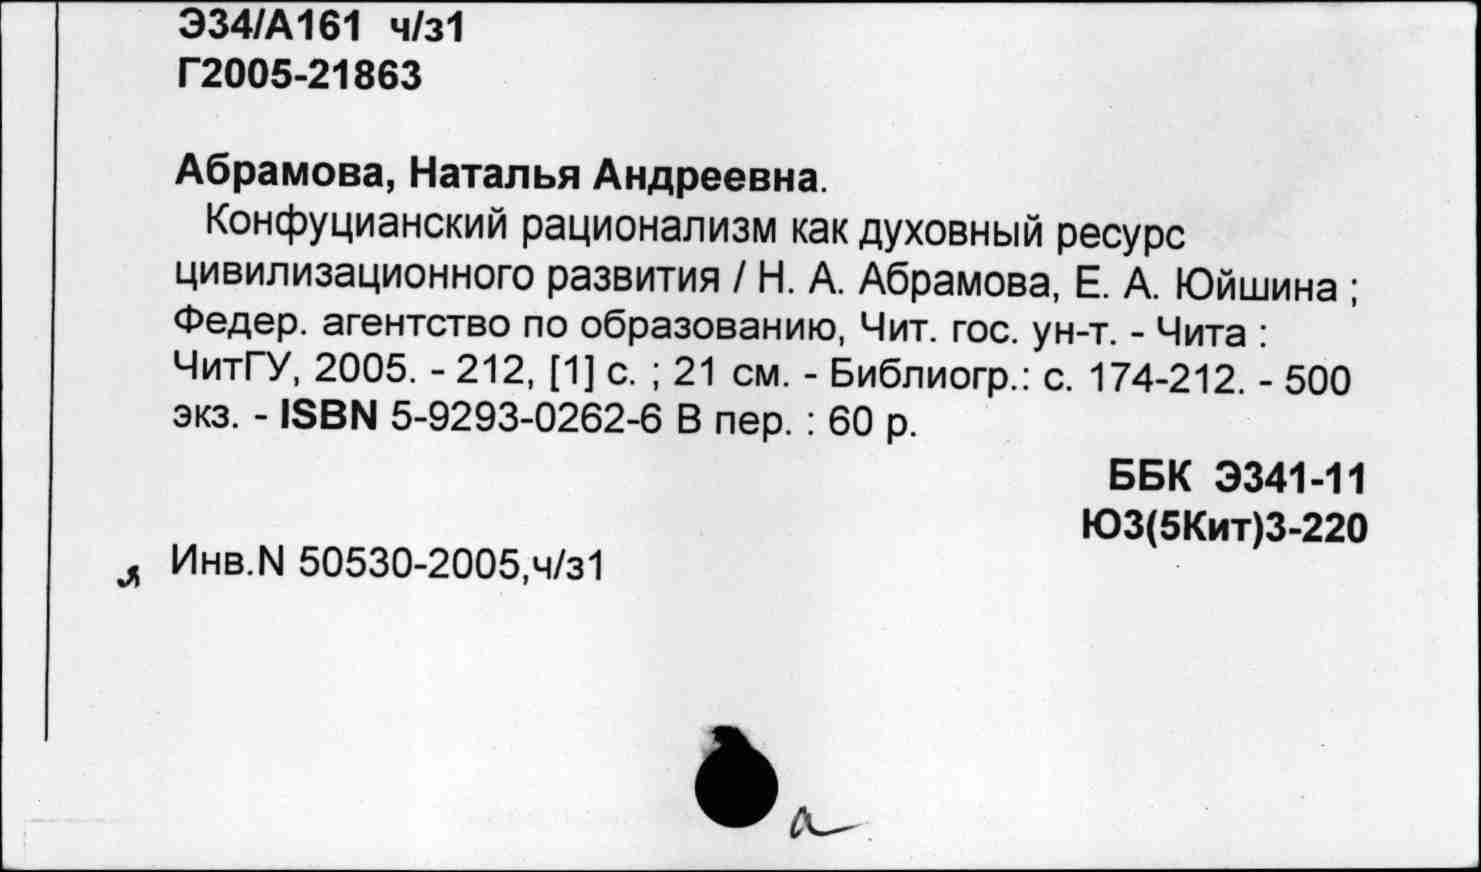 Э34/А161 ч/з1
Г2005-21863
Абрамова, Наталья Андреевна.
Конфуцианский рационализм как духовный ресурс
цивилизационного развития / Н. А. Абрамова, Е. А. Юйшина ;
Федер. агентство по образованию, Чит. гос. ун-т. - Чита :
ЧитГУ, 2005. - 212, [1] с. ; 21 см. - Библиогр.: с. 174-212. - 500
экз. - ISBN 5-9293-0262-6 В пер. : 60 р.
ББК Э341-11
Ю3(5Кит)3-220
Инв.N 50530-2005,ч/з1
а